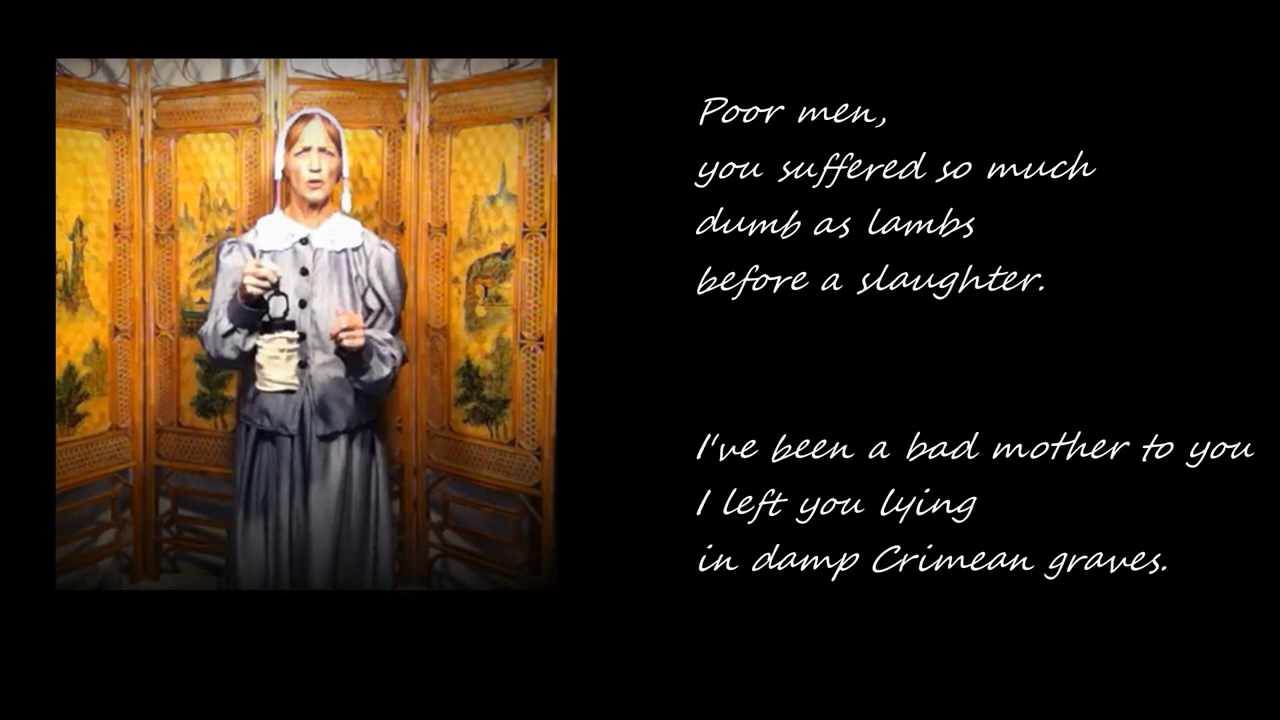 Poor men,
you suffered so much
dumb as lambs
before a slaughter.
I've been a bad mother to you
I left you lying
in damp Crimean graves.